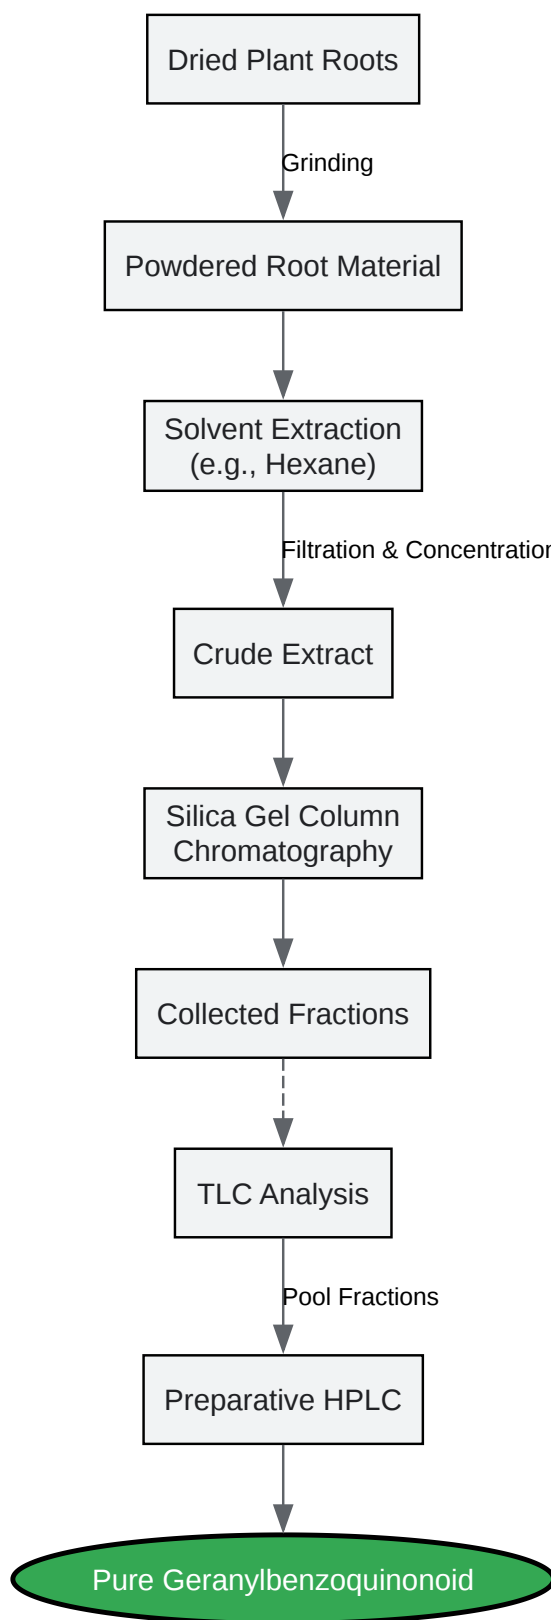 Dried Plant Roots
Grinding
Powdered Root Material
Solvent Extraction
(e.g., Hexane)
Filtration & Concentration
Crude Extract
Silica Gel Column
Chromatography
Collected Fractions
TLC Analysis
Pool Fractions
Preparative HPLC
Pure Geranylbenzoquinonoid